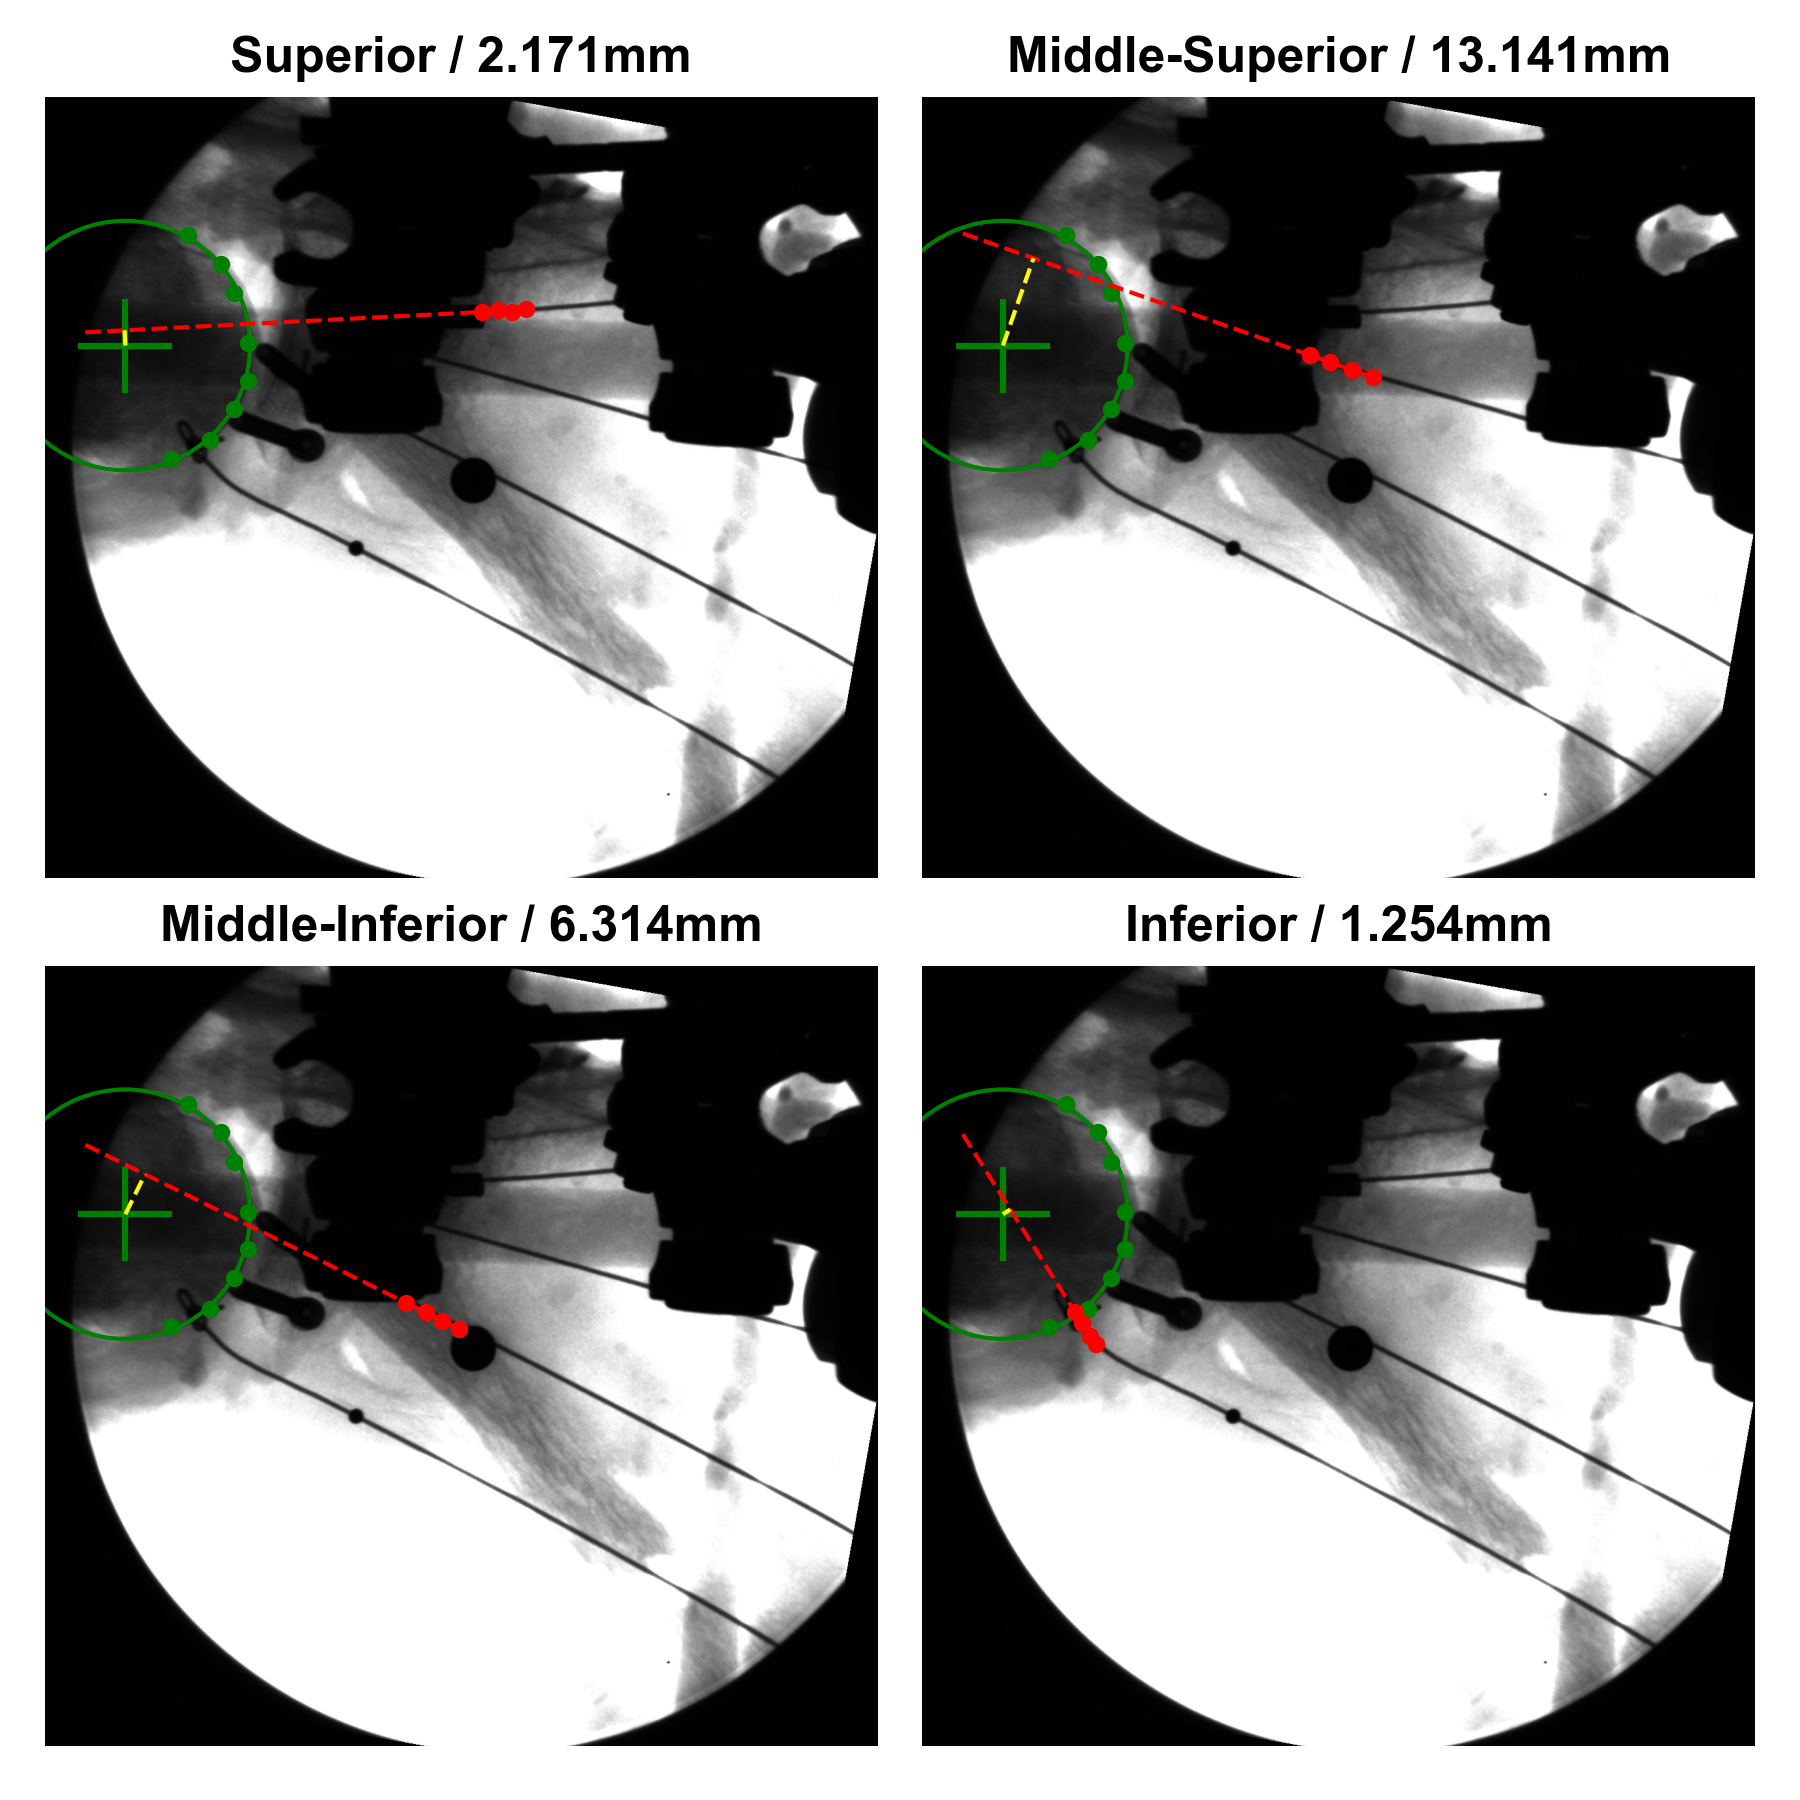 Superior / 2.171mm
Middle-Superior / 13.141mm
Middle-Inferior / 6.314mm
Inferior / 1.254mm